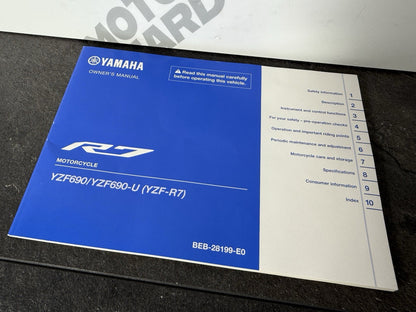 MOTO
YARD
YAMAHA
OWNER'S MANUAL
Read this manual carefully
before operating this vehicle.
R7
MOTORCYCLE
YZF690/YZF690-U (YZF-R7)
BEB-28199-E0
Safety information 1
Description 2
Instrument and control functions 3
For your safety – pre-operation checks 4
Operation and important riding points 5
Periodic maintenance and adjustment 6
Motorcycle care and storage 7
Specifications 8
Consumer information 9
Index 10